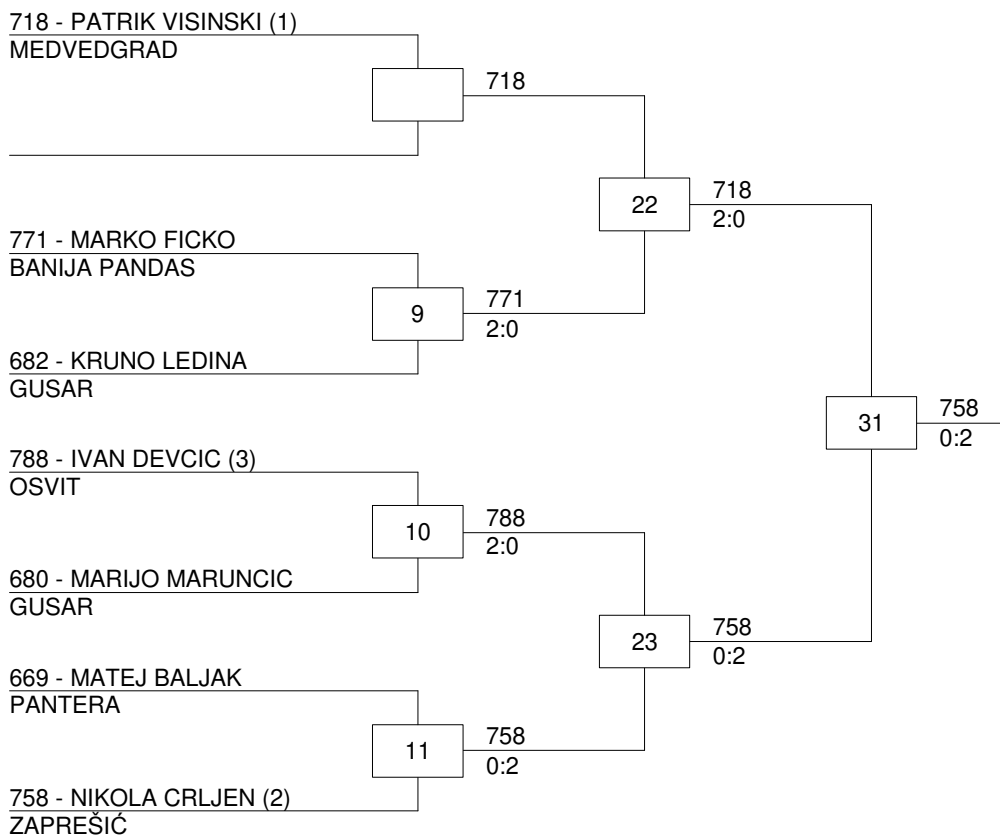 718 - PATRIK VISINSKI (1)
MEDVEDGRAD
718
22
718
2:0
771 - MARKO FICKO
BANIJA PANDAS
9
771
2:0
682 - KRUNO LEDINA
GUSAR
31
758
0:2
788 - IVAN DEVCIC (3)
OSVIT
10
788
2:0
680 - MARIJO MARUNCIC
GUSAR
23
758
0:2
669 - MATEJ BALJAK
PANTERA
11
758
0:2
758 - NIKOLA CRLJEN (2)
ZAPREŠIĆ